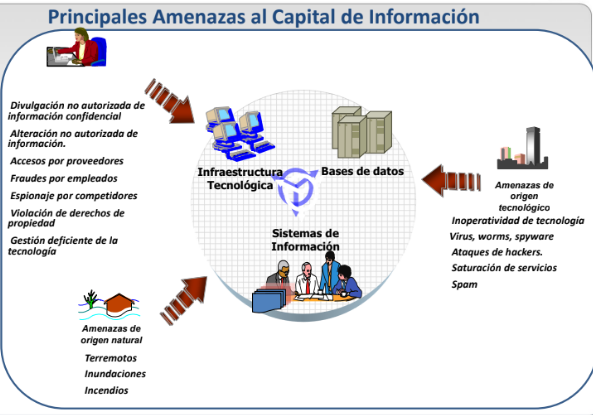 Principales Amenazas al Capital de Información
Divulgación no autorizada de
información confidencial
Alteración no autorizada de
información.
Accesos por proveedores
Fraudes por empleados
Espionaje por competidores
Violación de derechos de
propiedad
Gestión deficiente de la
tecnología
Infraestructura
Tecnológica
Bases de datos
Sistemas de
Información
Amenazas de
origen
tecnológico
Inoperatividad de tecnología
Virus, worms, spyware
Ataques de hackers.
Saturación de servicios
Spam
Amenazas de
origen natural
Terremotos
Inundaciones
Incendios